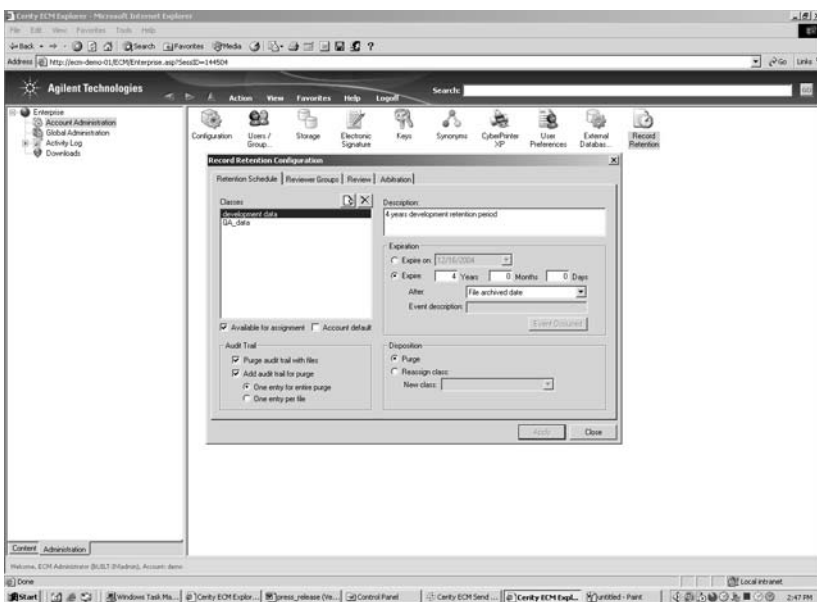 Cerity ECM Explorer - Microsoft Internet Explorer
File Edit View Favorites Tools Help
Back Search Favorites Media
Address http://ecm-demo-01/ECM/Enterprise.asp?SessID=144504 Go Links
Agilent Technologies
Search:
Action View Favorites Help Logoff
Enterprise
Account Administration
Global Administration
Activity Log
Downloads
Configuration
Users / Group...
Storage
Electronic Signature
Keys
Synonyms
CyberPrinter XP
User Preferences
External Databas...
Record Retention
Record Retention Configuration
Retention Schedule Reviewer Groups Review Arbitration
Classes
development data
QA_data
Available for assignment Account default
Audit Trail
Purge audit trail with files
Add audit trail for purge
One entry for entire purge
One entry per file
Description:
4 years development retention period
Expiration
Expire on: 12/16/2004
Expire: 4 Years 0 Months 0 Days
After: File archived date
Event description:
Event Occurred
Disposition
Purge
Reassign class:
New class:
Apply Close
Content Administration
Welcome, ECM Administrator Account: demo
Done Local intranet
Start Windows Task Ma... Cerity ECM Explor... press_release (Ve... Control Panel Cerity ECM Send ... Cerity ECM Expl... untitled - Paint 2:47 PM